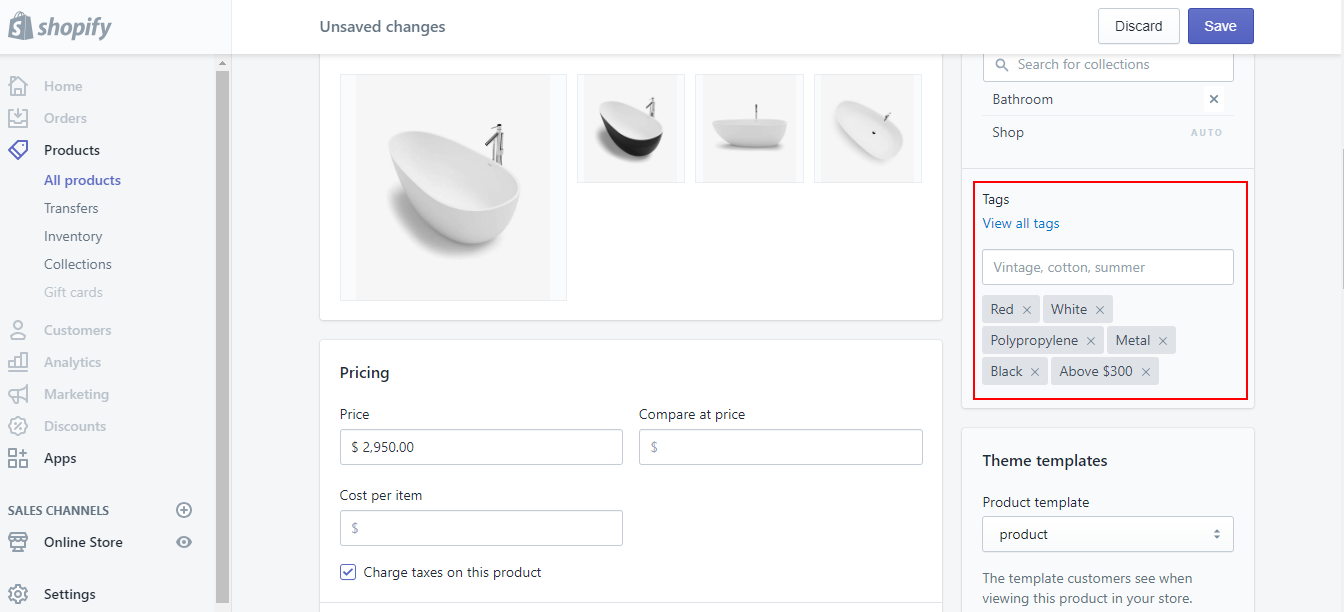 shopify
Unsaved changes
Discard
Save
Home
Orders
Products
All products
Transfers
Inventory
Collections
Gift cards
Customers
Analytics
Marketing
Discounts
Apps
SALES CHANNELS
Online Store
Settings
Pricing
Price
Compare at price
$ 2,950.00
$
Cost per item
$
Charge taxes on this product
Search for collections
Bathroom
Shop AUTO
Tags
View all tags
Vintage, cotton, summer
Red White
Polypropylene Metal
Black Above $300
Theme templates
Product template
product
The template customers see when
viewing this product in your store.